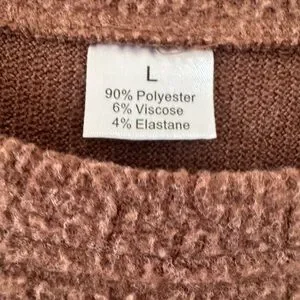 L
90% Polyester
6% Viscose
4% Elastane